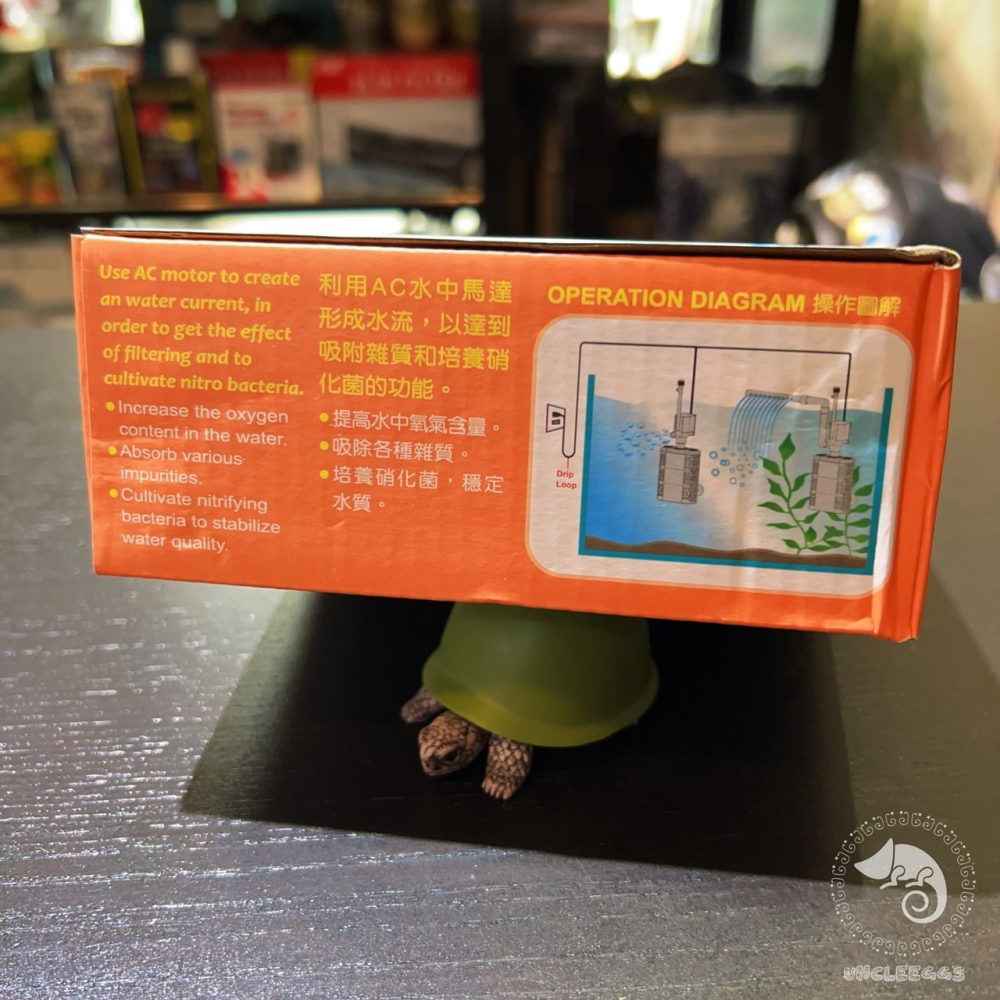 Use AC motor to create
an water current, in
order to get the effect
of filtering and to
cultivate nitro bacteria.
Increase the oxygen
content in the water.
Absorb various
impurities.
Cultivate nitrifying
bacteria to stabilize
water quality.
利用AC水中馬達
形成水流，以達到
吸附雜質和培養硝
化菌的功能。
提高水中氧氣含量。
吸除各種雜質。
培養硝化菌，穩定
水質。
OPERATION DIAGRAM 操作圖解
Drip
Loop
UNCLEEGGS